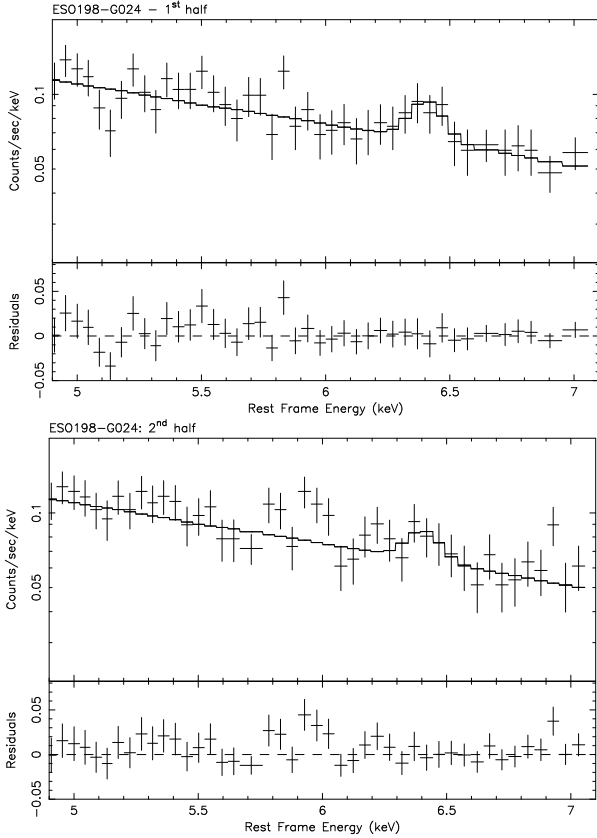 ESO198-G024 - 1st half
Counts/sec/keV
0.1
0.05
Residuals
0.05
0
-0.05
5 5.5 6 6.5 7
Rest Frame Energy (keV)
ESO198-G024: 2nd half
Counts/sec/keV
0.1
0.05
Residuals
0.05
0
-0.05
5 5.5 6 6.5 7
Rest Frame Energy (keV)